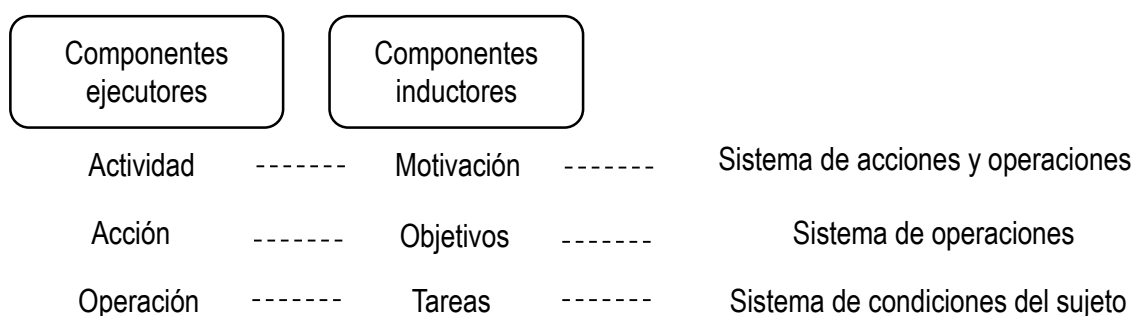 Componentes
ejecutores
Componentes
inductores
Actividad ------- Motivación ------- Sistema de acciones y operaciones
Acción ------- Objetivos ------- Sistema de operaciones
Operación ------- Tareas ------- Sistema de condiciones del sujeto